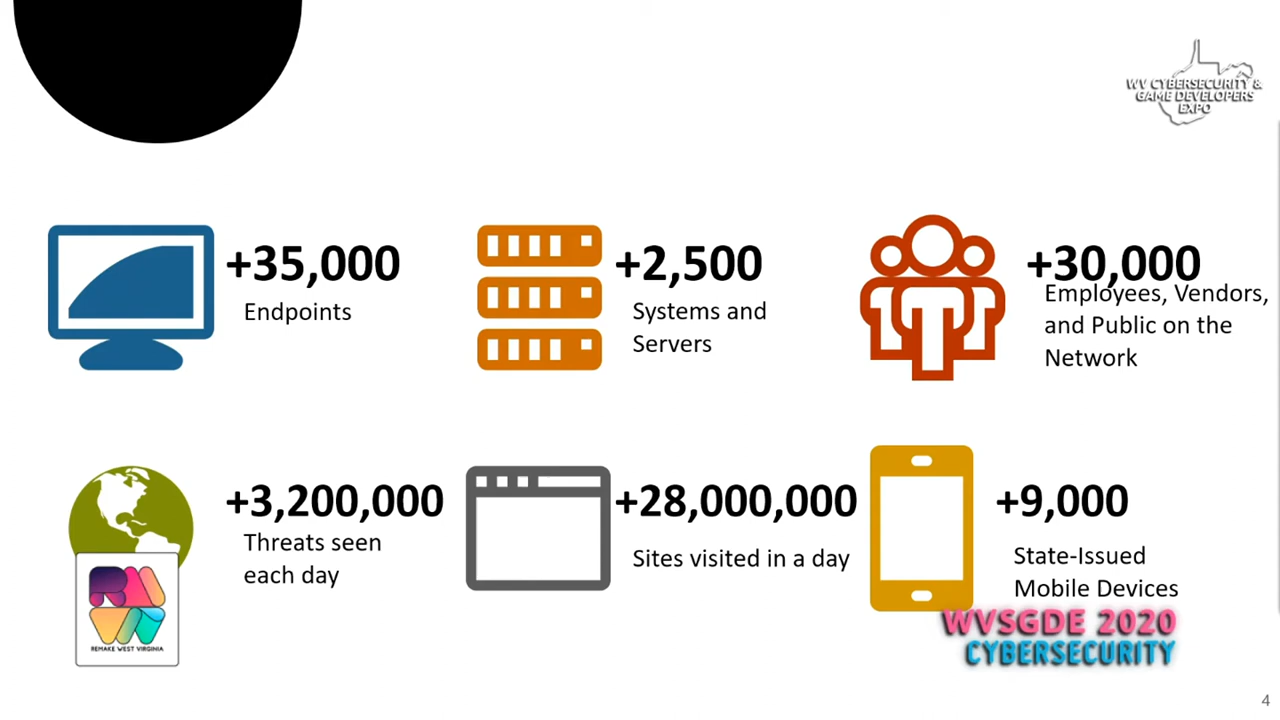 WV CYBERSECURITY &
GAME DEVELOPERS
EXPO
+35,000
Endpoints
+2,500
Systems and
Servers
+30,000
Employees, Vendors,
and Public on the
Network
+3,200,000
Threats seen
each day
+28,000,000
Sites visited in a day
+9,000
State-Issued
Mobile Devices
RMWV
REMAKE WEST VIRGINIA
WVSGDE 2020
CYBERSECURITY
4